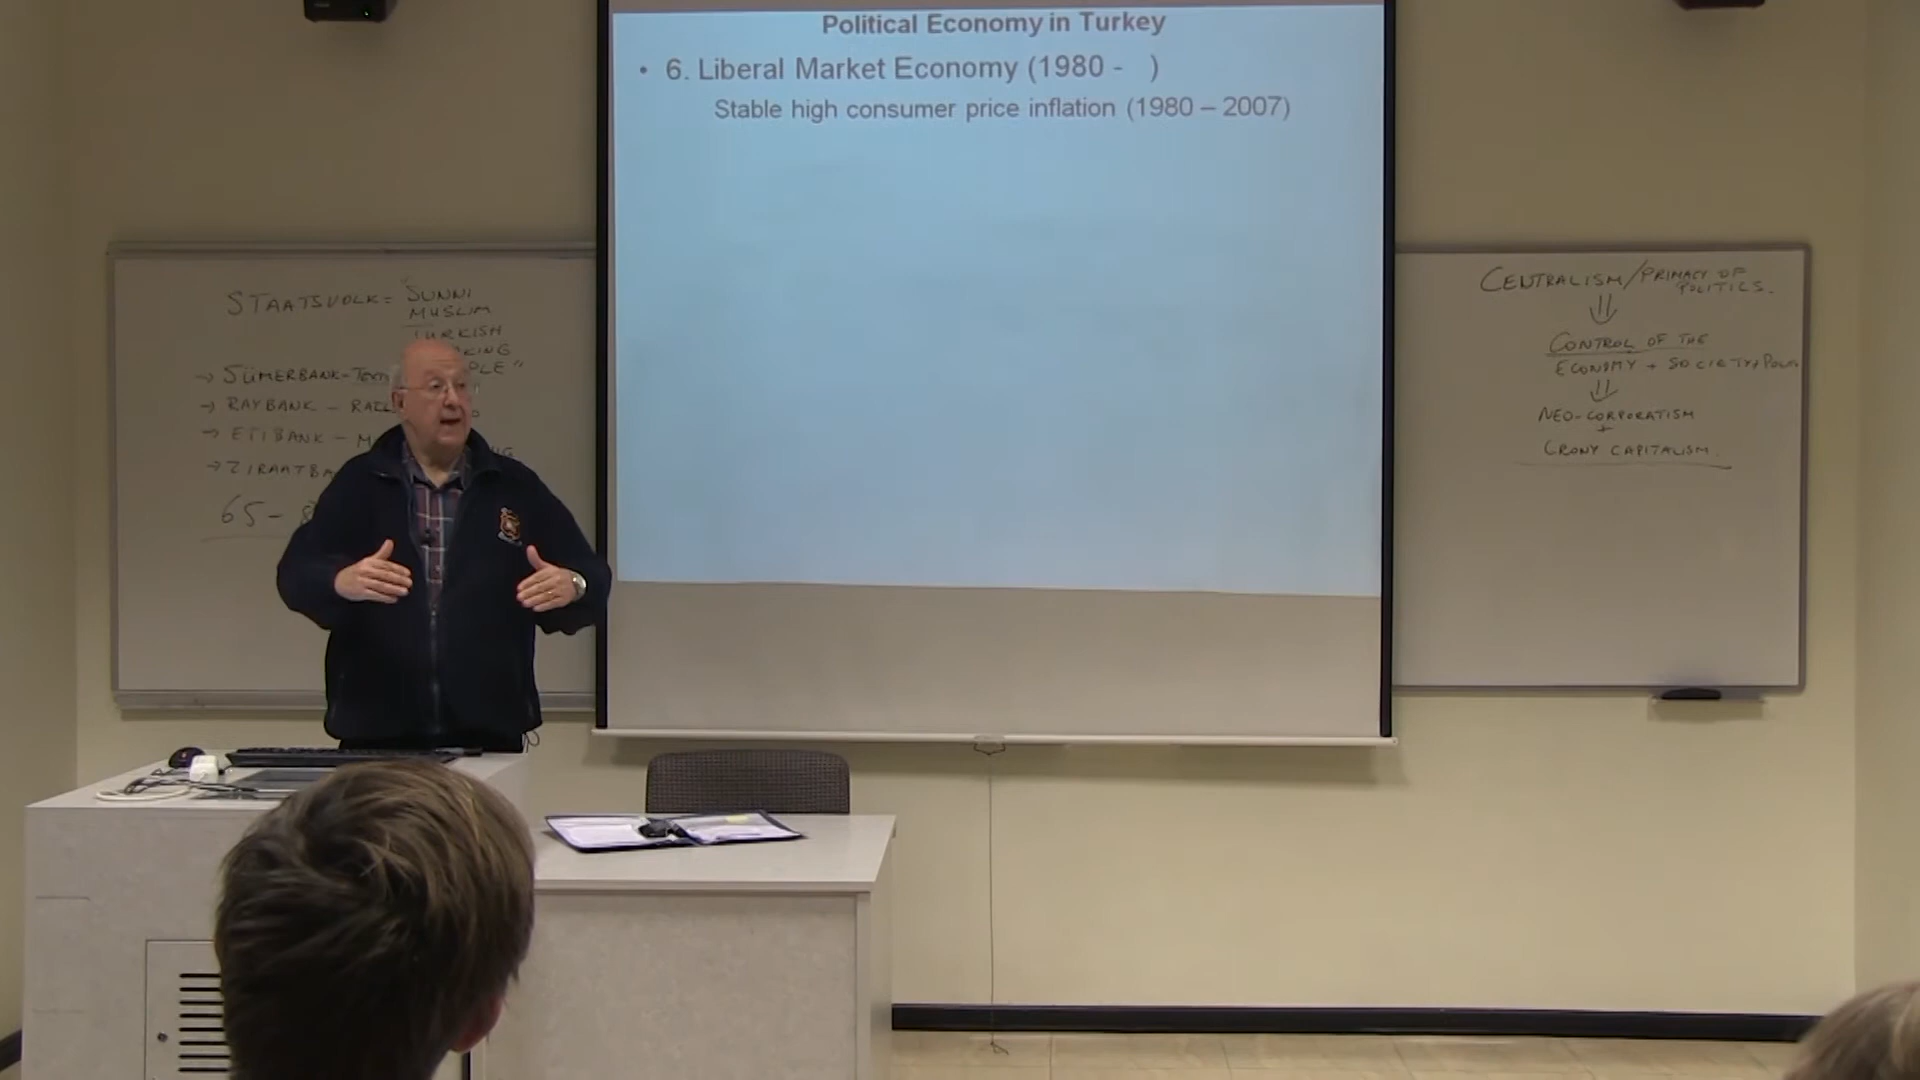 Political Economy in Turkey
• 6. Liberal Market Economy (1980 - )
Stable high consumer price inflation (1980 – 2007)
STAATSVOLK = "SUNNI
MUSLIM
TURKISH
→ SÜMERBANK -
→ RAYBANK -
→ ETIBANK -
→
65 -
CENTRALISM/PRIMACY OF
POLITICS.
⇓
CONTROL OF THE
ECONOMY + SOCIETY +
⇓
NEO-CORPORATISM
+
CRONY CAPITALISM.